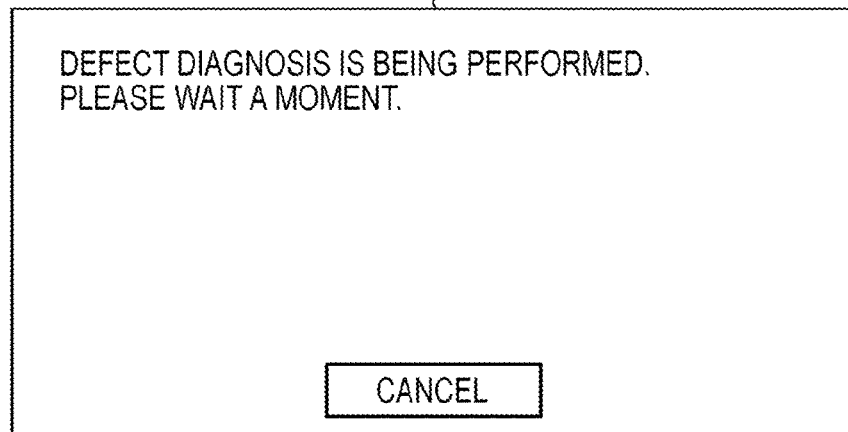 DEFECT DIAGNOSIS IS BEING PERFORMED.
PLEASE WAIT A MOMENT.
CANCEL